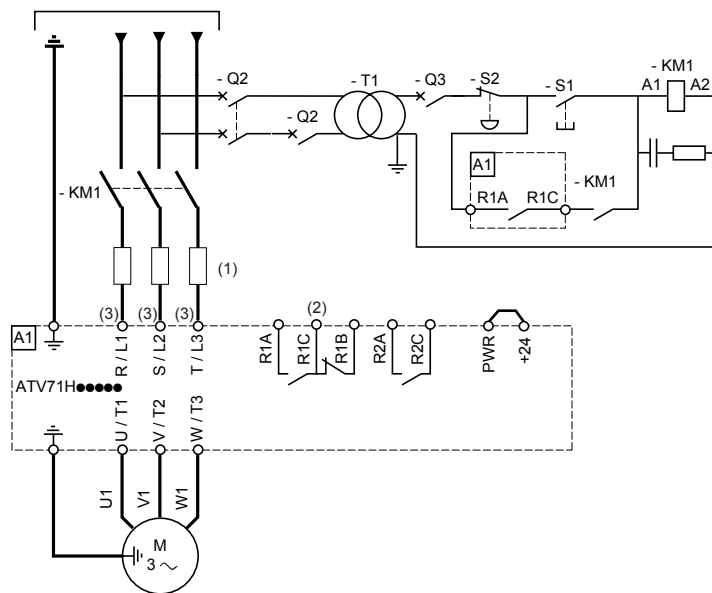 - Q2
- T1
- Q3
- S2
- S1
- KM1
A1
A2
- Q2
A1
- KM1
R1A
R1C
- KM1
(1)
(3)
(3)
(3)
(2)
A1
R / L1
S / L2
T / L3
R1A
R1C
R1B
R2A
R2C
PWR
+24
ATV71H●●●●●
U / T1
V / T2
W / T3
U1
V1
W1
M
3 ~